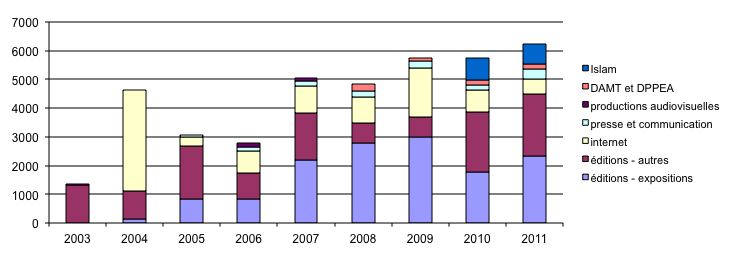 7000
6000
5000
4000
3000
2000
1000
0
2003 2004 2005 2006 2007 2008 2009 2010 2011
Islam
DAMT et DPPEA
productions audiovisuelles
presse et communication
internet
éditions - autres
éditions - expositions